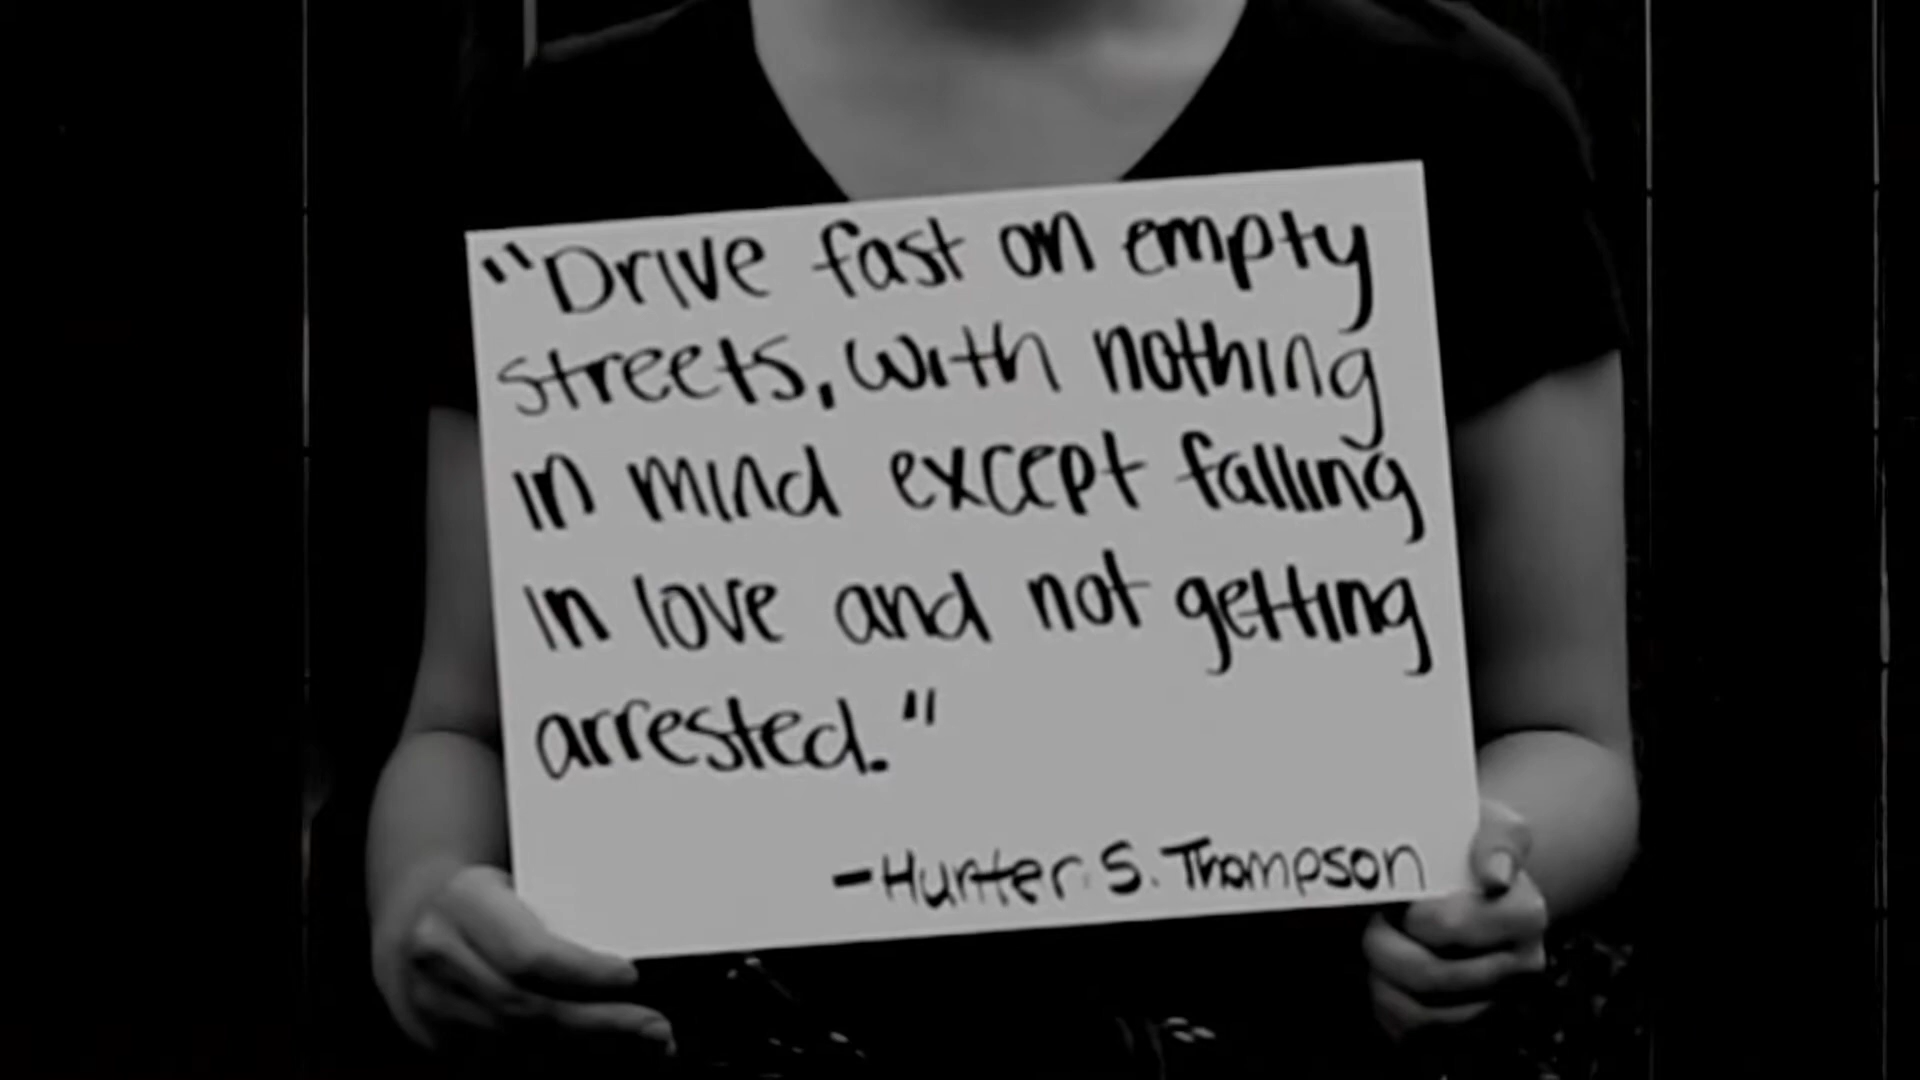 "Drive fast on empty
streets, with nothing
in mind except falling
in love and not getting
arrested."
-Hunter S. Thompson